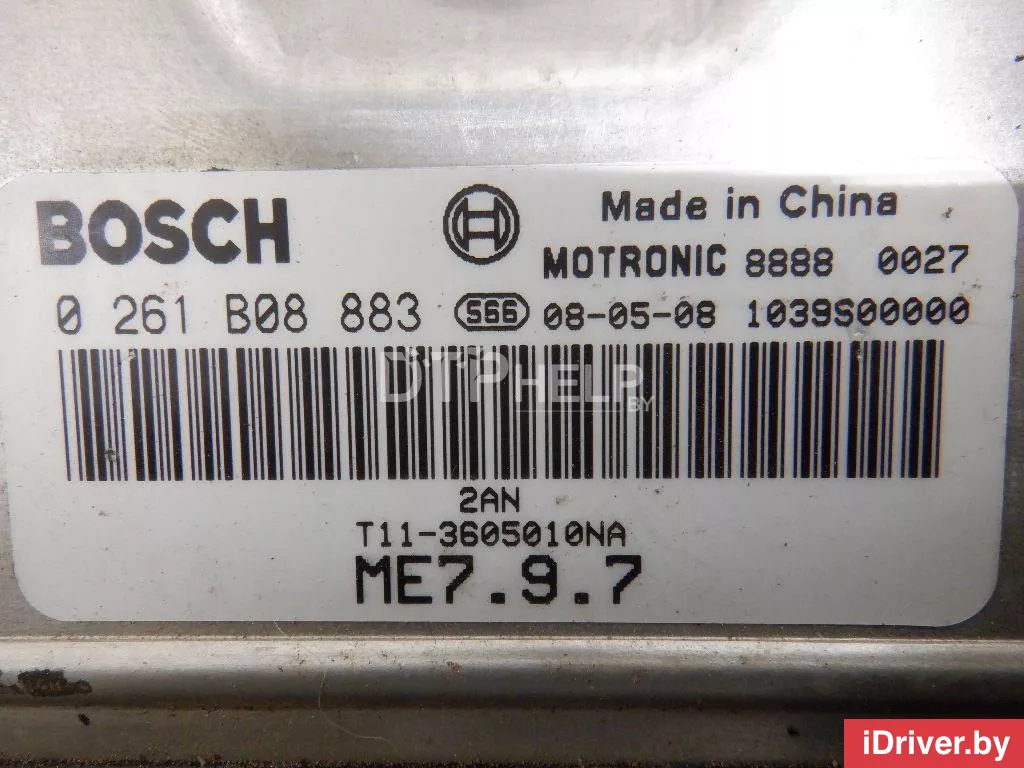 BOSCH
Made in China
MOTRONIC 8888 0027
0 261 B08 883 566 08-05-08 1039S00000
DTPHELP
BY
2AN
T11-3605010NA
ME7.9.7
iDriver.by